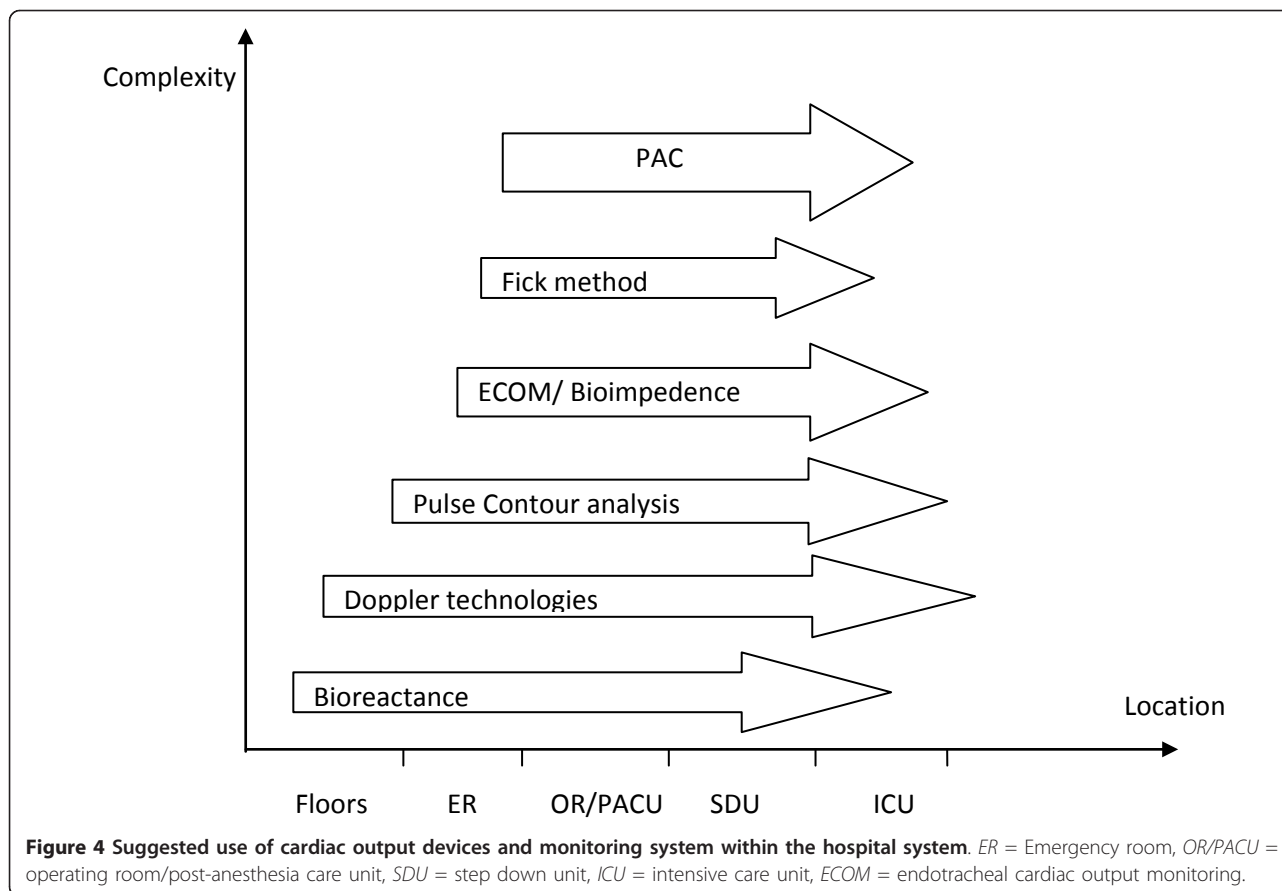 Complexity
PAC
Fick method
ECOM/ Bioimpedence
Pulse Contour analysis
Doppler technologies
Bioreactance
Location
Floors ER OR/PACU SDU ICU
Figure 4 Suggested use of cardiac output devices and monitoring system within the hospital system. ER = Emergency room, OR/PACU =
operating room/post-anesthesia care unit, SDU = step down unit, ICU = intensive care unit, ECOM = endotracheal cardiac output monitoring.